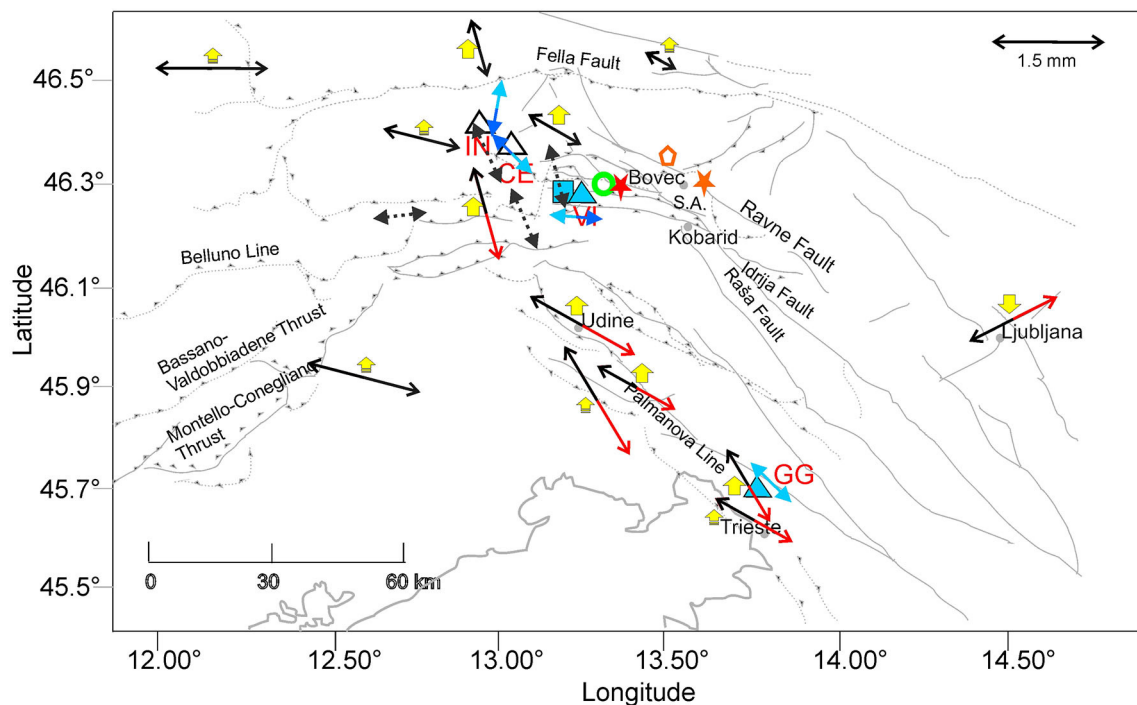 1.5 mm
Fella Fault
46.5°
IN
CE
46.3°
Bovec
S.A.
VI
Kobarid
Ravne Fault
Belluno Line
Idrija Fault
Raša Fault
46.1°
Latitude
Udine
Ljubljana
Bassano-
Valdobbiadene Thrust
45.9°
Montello-Conegliano
Thrust
Palmanova Line
GG
45.7°
Trieste
0 30 60 km
45.5°
12.00° 12.50° 13.00° 13.50° 14.00° 14.50°
Longitude